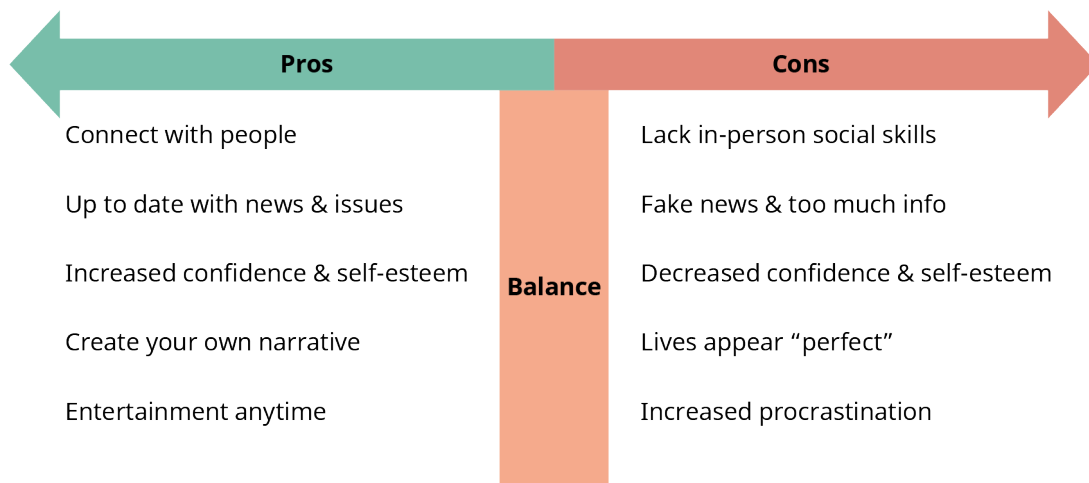 Pros
Connect with people
Up to date with news & issues
Increased confidence & self-esteem
Create your own narrative
Entertainment anytime
Balance
Cons
Lack in-person social skills
Fake news & too much info
Decreased confidence & self-esteem
Lives appear “perfect”
Increased procrastination